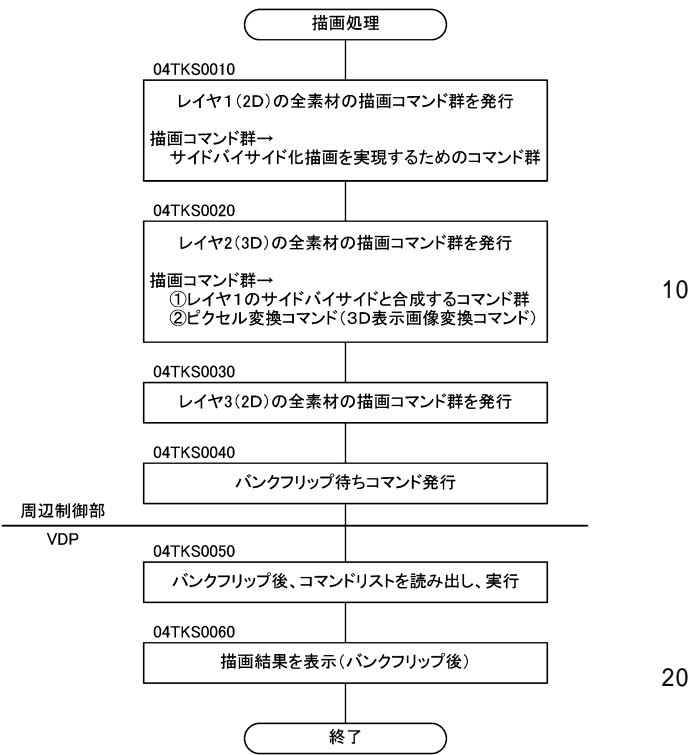 描画処理
04TKS0010
レイヤ1(2D)の全素材の描画コマンド群を発行
描画コマンド群→
サイドバイサイド化描画を実現するためのコマンド群
04TKS0020
レイヤ2(3D)の全素材の描画コマンド群を発行
描画コマンド群→
①レイヤ1のサイドバイサイドと合成するコマンド群
②ピクセル変換コマンド(3D表示画像変換コマンド)
10
04TKS0030
レイヤ3(2D)の全素材の描画コマンド群を発行
04TKS0040
バンクフリップ待ちコマンド発行
周辺制御部
VDP
04TKS0050
バンクフリップ後、コマンドリストを読み出し、実行
04TKS0060
描画結果を表示(バンクフリップ後)
20
終了